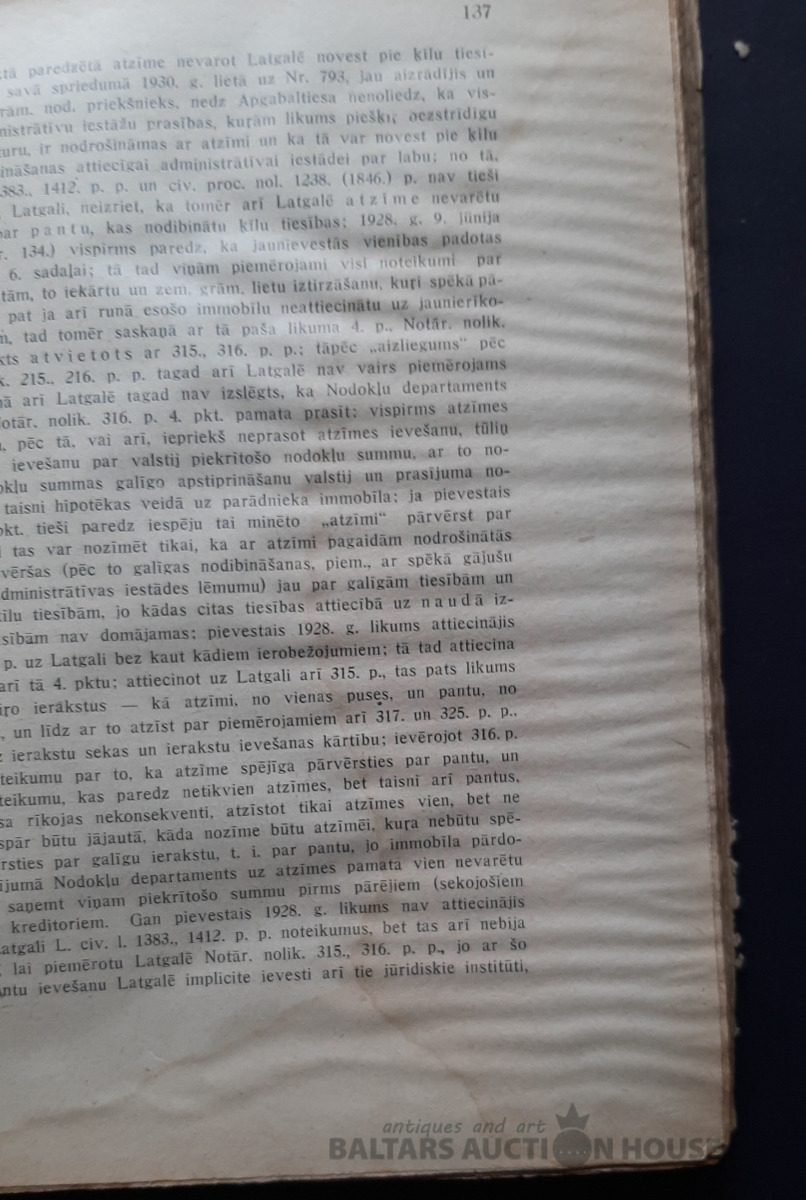 137
tā paredzētā atzīme nevarot Latgalē novest pie ķīlu tiesī-
savā spriedumā 1930. g. lietā uz Nr. 793, jau aizrādījis un
rām. nod. priekšnieks, nedz Apgabaltiesa nenoliedz, ka vis-
nistrātīvu iestāžu prasības, kuŗām likums piešķiŗ
uru, ir nodrošināmas ar atzīmi un ka tā var novest pie ķīlu
ināšanas attiecīgai administrātīvai iestādei par labu; no tā,
383., 1412. p. p. un civ. proc. nol. 1238. (1846.) p. nav tieši
Latgali, neizriet, ka tomēr arī Latgalē atzīme nevarētu
par pantu, kas nodibinātu ķīlu tiesības; 1928. g. 9. jūnija
r. 134.) vispirms paredz, ka jaunievestās vienības padotas
6. sadaļai; tā tad viņām piemērojami visi noteikumi par
tām, to iekārtu un zem. grām. lietu iztirzāšanu, kuŗi spēkā pā-
pat ja arī runā esošo immobīlu neattiecinātu uz jaunierīko-
m, tad tomēr saskaņā ar tā paša likuma 4. p., Notār. nolik.
kts atvietots ar 315., 316. p. p.; tāpēc „aizliegums“ pēc
k. 215., 216. p. p. tagad arī Latgalē nav vairs piemērojams
nā arī Latgalē tagad nav izslēgts, ka Nodokļu departaments
Notār. nolik. 316. p. 4. pkt. pamata prasīt: vispirms atzīmes
, pēc tā, vai arī, iepriekš neprasot atzīmes ievešanu, tūliņ
ievešanu par valstij piekrītošo nodokļu summu, ar to no-
okļu summas galīgo apstiprināšanu valstij un prasījuma no-
taisni hipotēkas veidā uz parādnieka immobīla; ja pievestais
pkt. tieši paredz iespēju tai minēto „atzīmi“ pārvērst par
tas var nozīmēt tikai, ka ar atzīmi pagaidām nodrošinātās
vēršas (pēc to galīgas nodibināšanas, piem., ar spēkā gājušu
dministrātīvas iestādes lēmumu) jau par galīgām tiesībām un
ķīlu tiesībām, jo kādas citas tiesības attiecībā uz naudā iz-
sībām nav domājamas; pievestais 1928. g. likums attiecinājis
p. uz Latgali bez kaut kādiem ierobežojumiem; tā tad attiecina
arī tā 4. pktu; attiecinot uz Latgali arī 315. p., tas pats likums
iŗo ierakstus — kā atzīmi, no vienas puses, un pantu, no
, un līdz ar to atzīst par piemērojamiem arī 317. un 325. p. p.,
z ierakstu sekas un ierakstu ievešanas kārtību; ievērojot 316. p.
teikumu par to, ka atzīme spējīga pārvērsties par pantu, un
teikumu, kas paredz netikvien atzīmes, bet taisni arī pantus,
sa rīkojas nekonsekventi, atzīstot tikai atzīmes vien, bet ne
spār būtu jājautā, kāda nozīme būtu atzīmēi, kuŗa nebūtu spē-
rsties par galīgu ierakstu, t. i. par pantu, jo immobīla pārdo-
ījumā Nodokļu departaments uz atzīmes pamata vien nevarētu
saņemt viņam piekrītošo summu pirms pārējiem (sekojošiem
kreditoriem. Gan pievestais 1928. g. likums nav attiecinājis
atgali L. civ. l. 1383., 1412. p. p. noteikumus, bet tas arī nebija
, lai piemērotu Latgalē Notār. nolik. 315., 316. p. p., jo ar šo
antu ievešanu Latgalē implicite ievesti arī tie jūridiskie institūti,
antiques and art
BALTARS AUCTION HOUSE